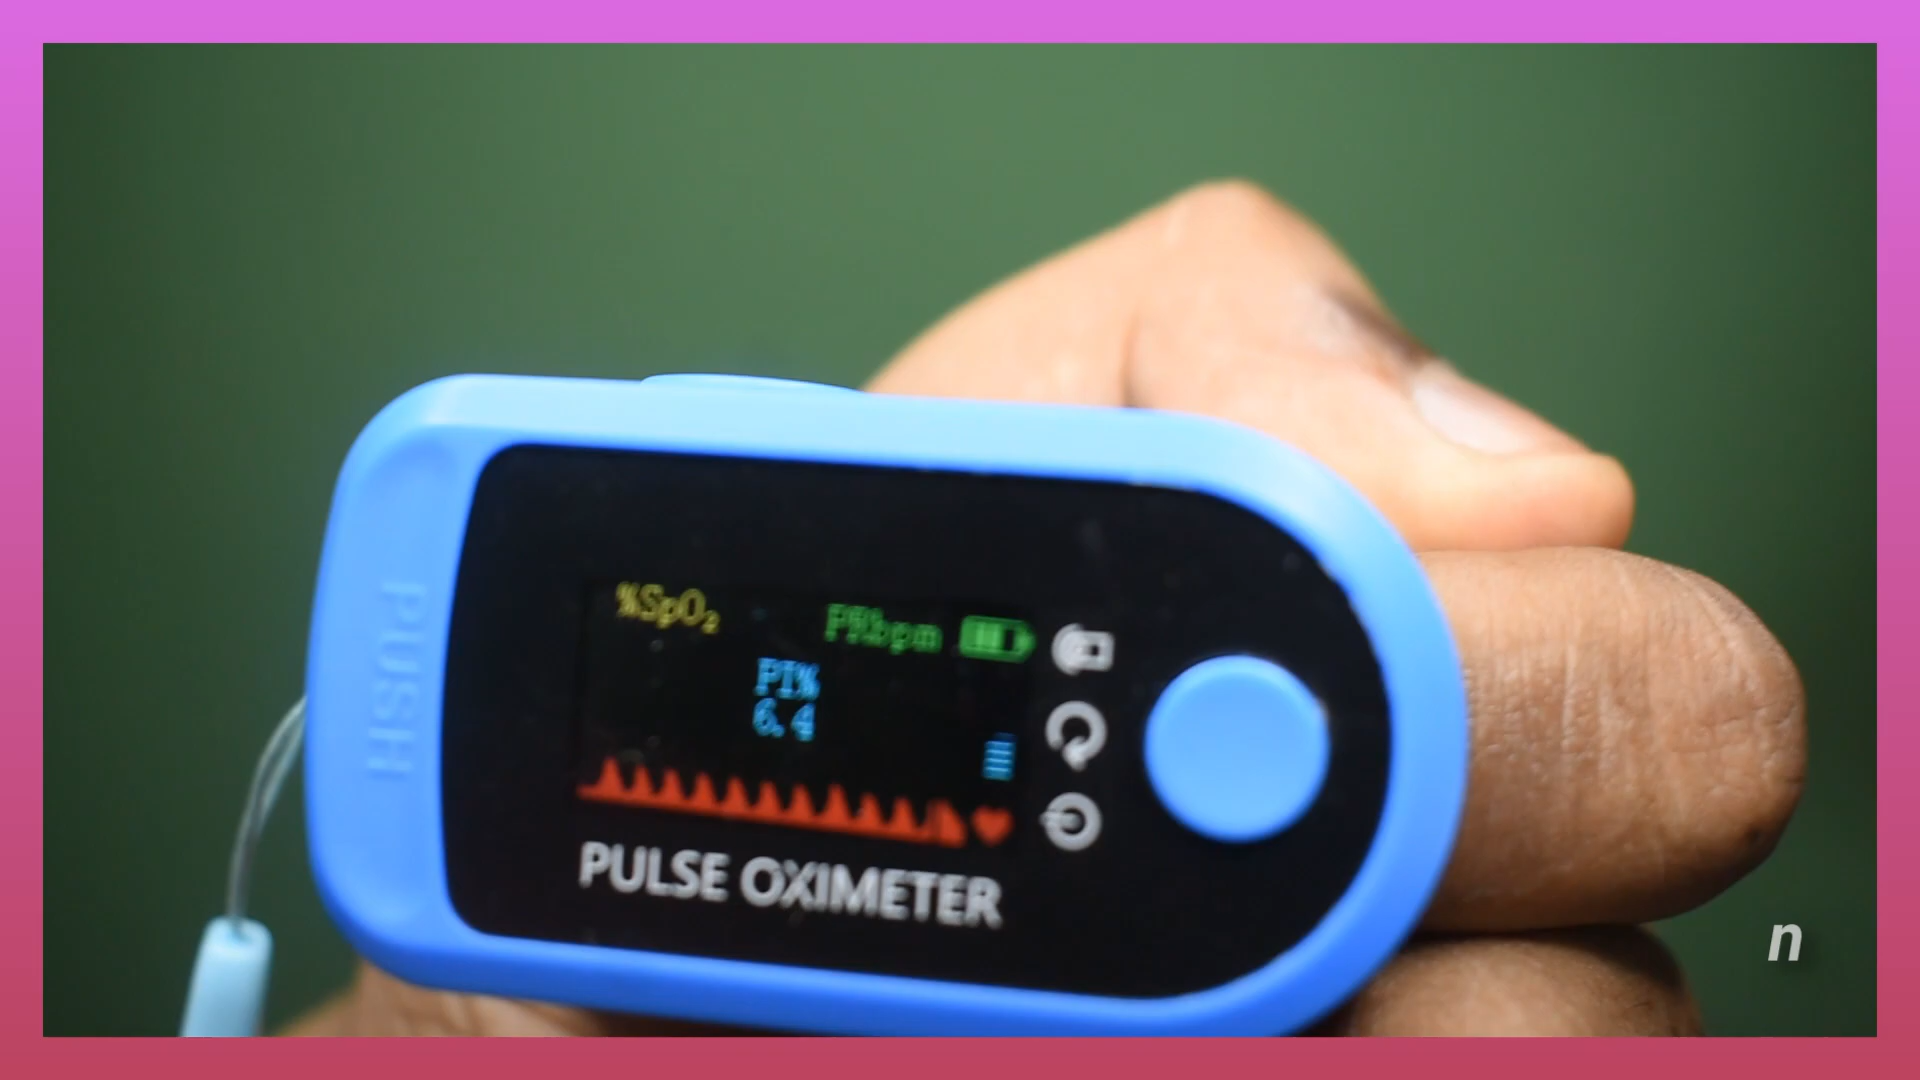 PUSH
%SpO₂ PRbpm
PI%
6.4
PULSE OXIMETER
n